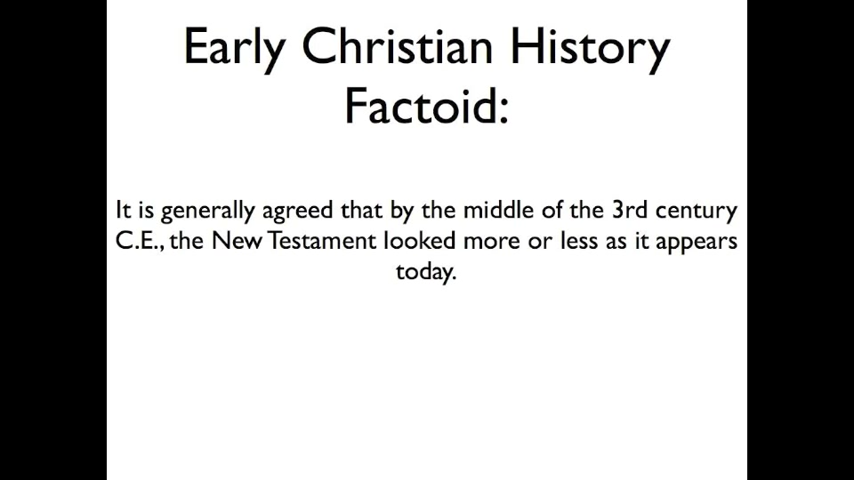 Early Christian History
Factoid:
It is generally agreed that by the middle of the 3rd century
C.E., the New Testament looked more or less as it appears
today.